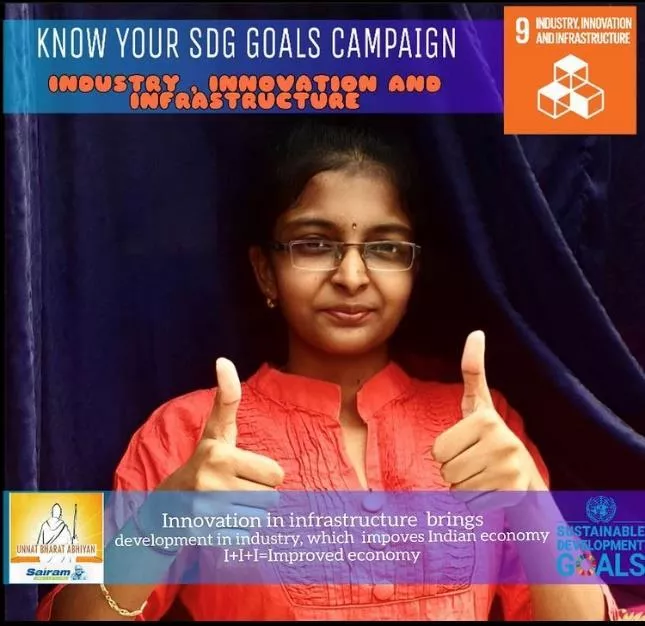 KNOW YOUR SDG GOALS CAMPAIGN
INDUSTRY , INNOVATION AND
INFRASTRUCTURE
9 INDUSTRY, INNOVATION
AND INFRASTRUCTURE
Innovation in infrastructure brings
development in industry, which impoves Indian economy
I+I+I=Improved economy
UNNAT BHARAT ABHIYAN
Sairam
SUSTAINABLE
DEVELOPMENT
GOALS